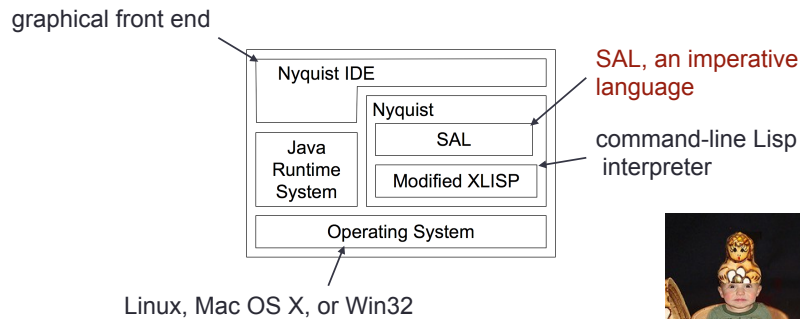 graphical front end
Nyquist IDE
SAL, an imperative
language
Nyquist
SAL
command-line Lisp
interpreter
Java
Runtime
System
Modified XLISP
Operating System
Linux, Mac OS X, or Win32